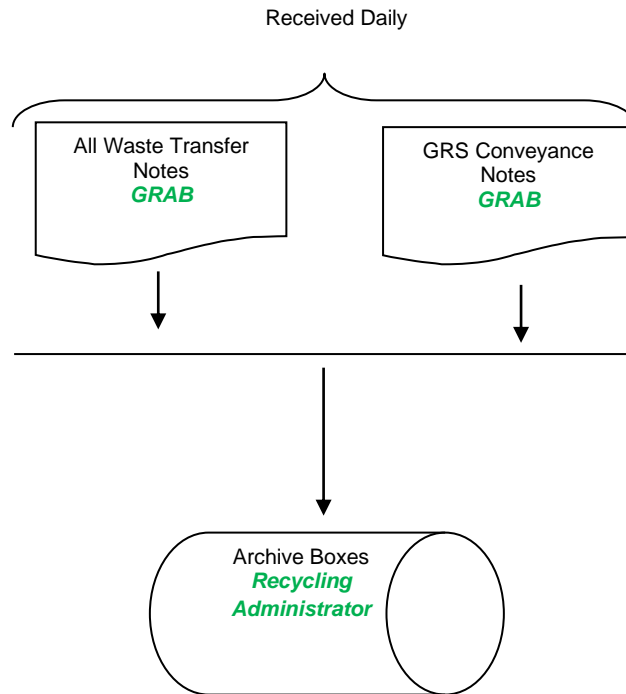 Received Daily
All Waste Transfer
Notes
GRAB
GRS Conveyance
Notes
GRAB
Archive Boxes
Recycling
Administrator